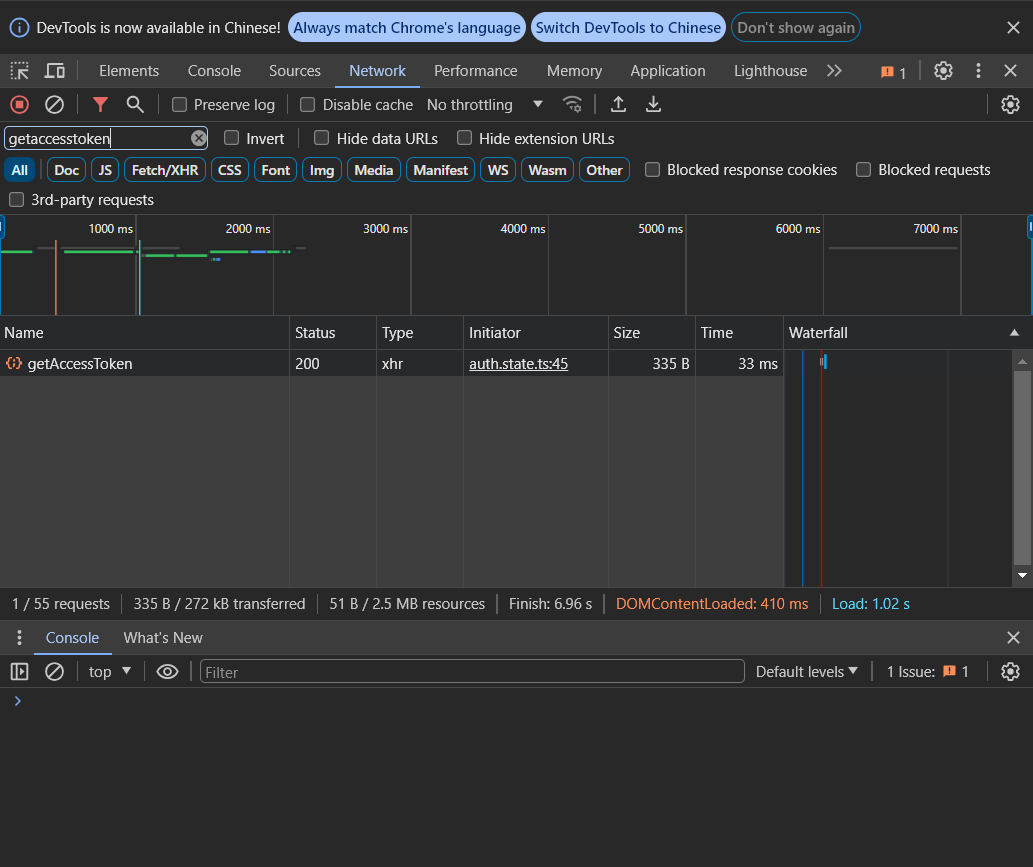 DevTools is now available in Chinese! Always match Chrome's language Switch DevTools to Chinese Don't show again
Elements Console Sources Network Performance Memory Application Lighthouse 1
Preserve log Disable cache No throttling
getaccesstoken Invert Hide data URLs Hide extension URLs
All Doc JS Fetch/XHR CSS Font Img Media Manifest WS Wasm Other Blocked response cookies Blocked requests
3rd-party requests
1000 ms 2000 ms 3000 ms 4000 ms 5000 ms 6000 ms 7000 ms
Name Status Type Initiator Size Time Waterfall
getAccessToken 200 xhr auth.state.ts:45 335 B 33 ms
1 / 55 requests 335 B / 272 kB transferred 51 B / 2.5 MB resources Finish: 6.96 s DOMContentLoaded: 410 ms Load: 1.02 s
Console What's New
top Filter Default levels 1 Issue: 1